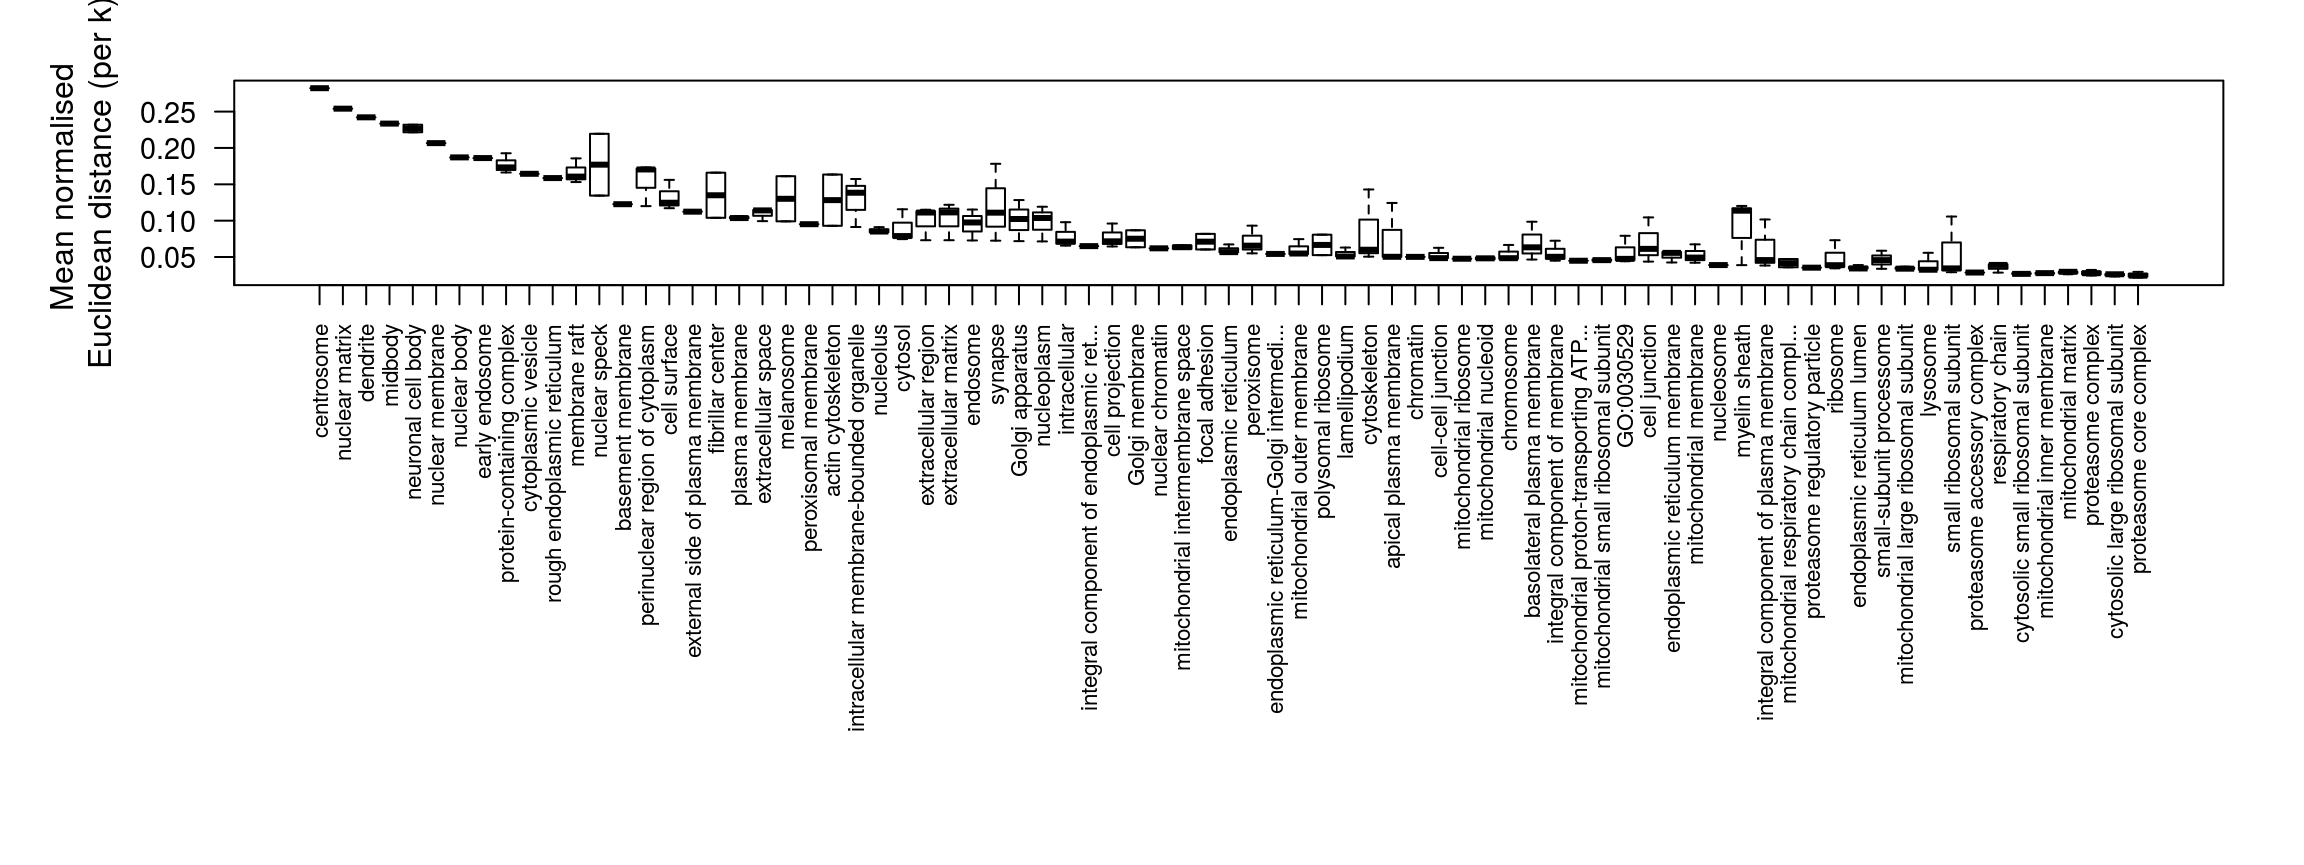 Mean normalised
Euclidean distance (per k)
0.25
0.20
0.15
0.10
0.05
centrosome
nuclear matrix
dendrite
midbody
neuronal cell body
nuclear membrane
nuclear body
early endosome
protein-containing complex
cytoplasmic vesicle
rough endoplasmic reticulum
membrane raft
nuclear speck
basement membrane
perinuclear region of cytoplasm
cell surface
external side of plasma membrane
fibrillar center
plasma membrane
extracellular space
melanosome
peroxisomal membrane
actin cytoskeleton
intracellular membrane-bounded organelle
nucleolus
cytosol
extracellular region
extracellular matrix
endosome
synapse
Golgi apparatus
nucleoplasm
intracellular
integral component of endoplasmic ret...
cell projection
Golgi membrane
nuclear chromatin
mitochondrial intermembrane space
focal adhesion
endoplasmic reticulum
peroxisome
endoplasmic reticulum-Golgi intermedi...
mitochondrial outer membrane
polysomal ribosome
lamellipodium
cytoskeleton
apical plasma membrane
chromatin
cell-cell junction
mitochondrial ribosome
mitochondrial nucleoid
chromosome
basolateral plasma membrane
integral component of membrane
mitochondrial proton-transporting ATP...
mitochondrial small ribosomal subunit
GO:0030529
cell junction
endoplasmic reticulum membrane
mitochondrial membrane
nucleosome
myelin sheath
integral component of plasma membrane
mitochondrial respiratory chain compl...
proteasome regulatory particle
ribosome
endoplasmic reticulum lumen
small-subunit processome
mitochondrial large ribosomal subunit
lysosome
small ribosomal subunit
proteasome accessory complex
respiratory chain
cytosolic small ribosomal subunit
mitochondrial inner membrane
mitochondrial matrix
proteasome complex
cytosolic large ribosomal subunit
proteasome core complex